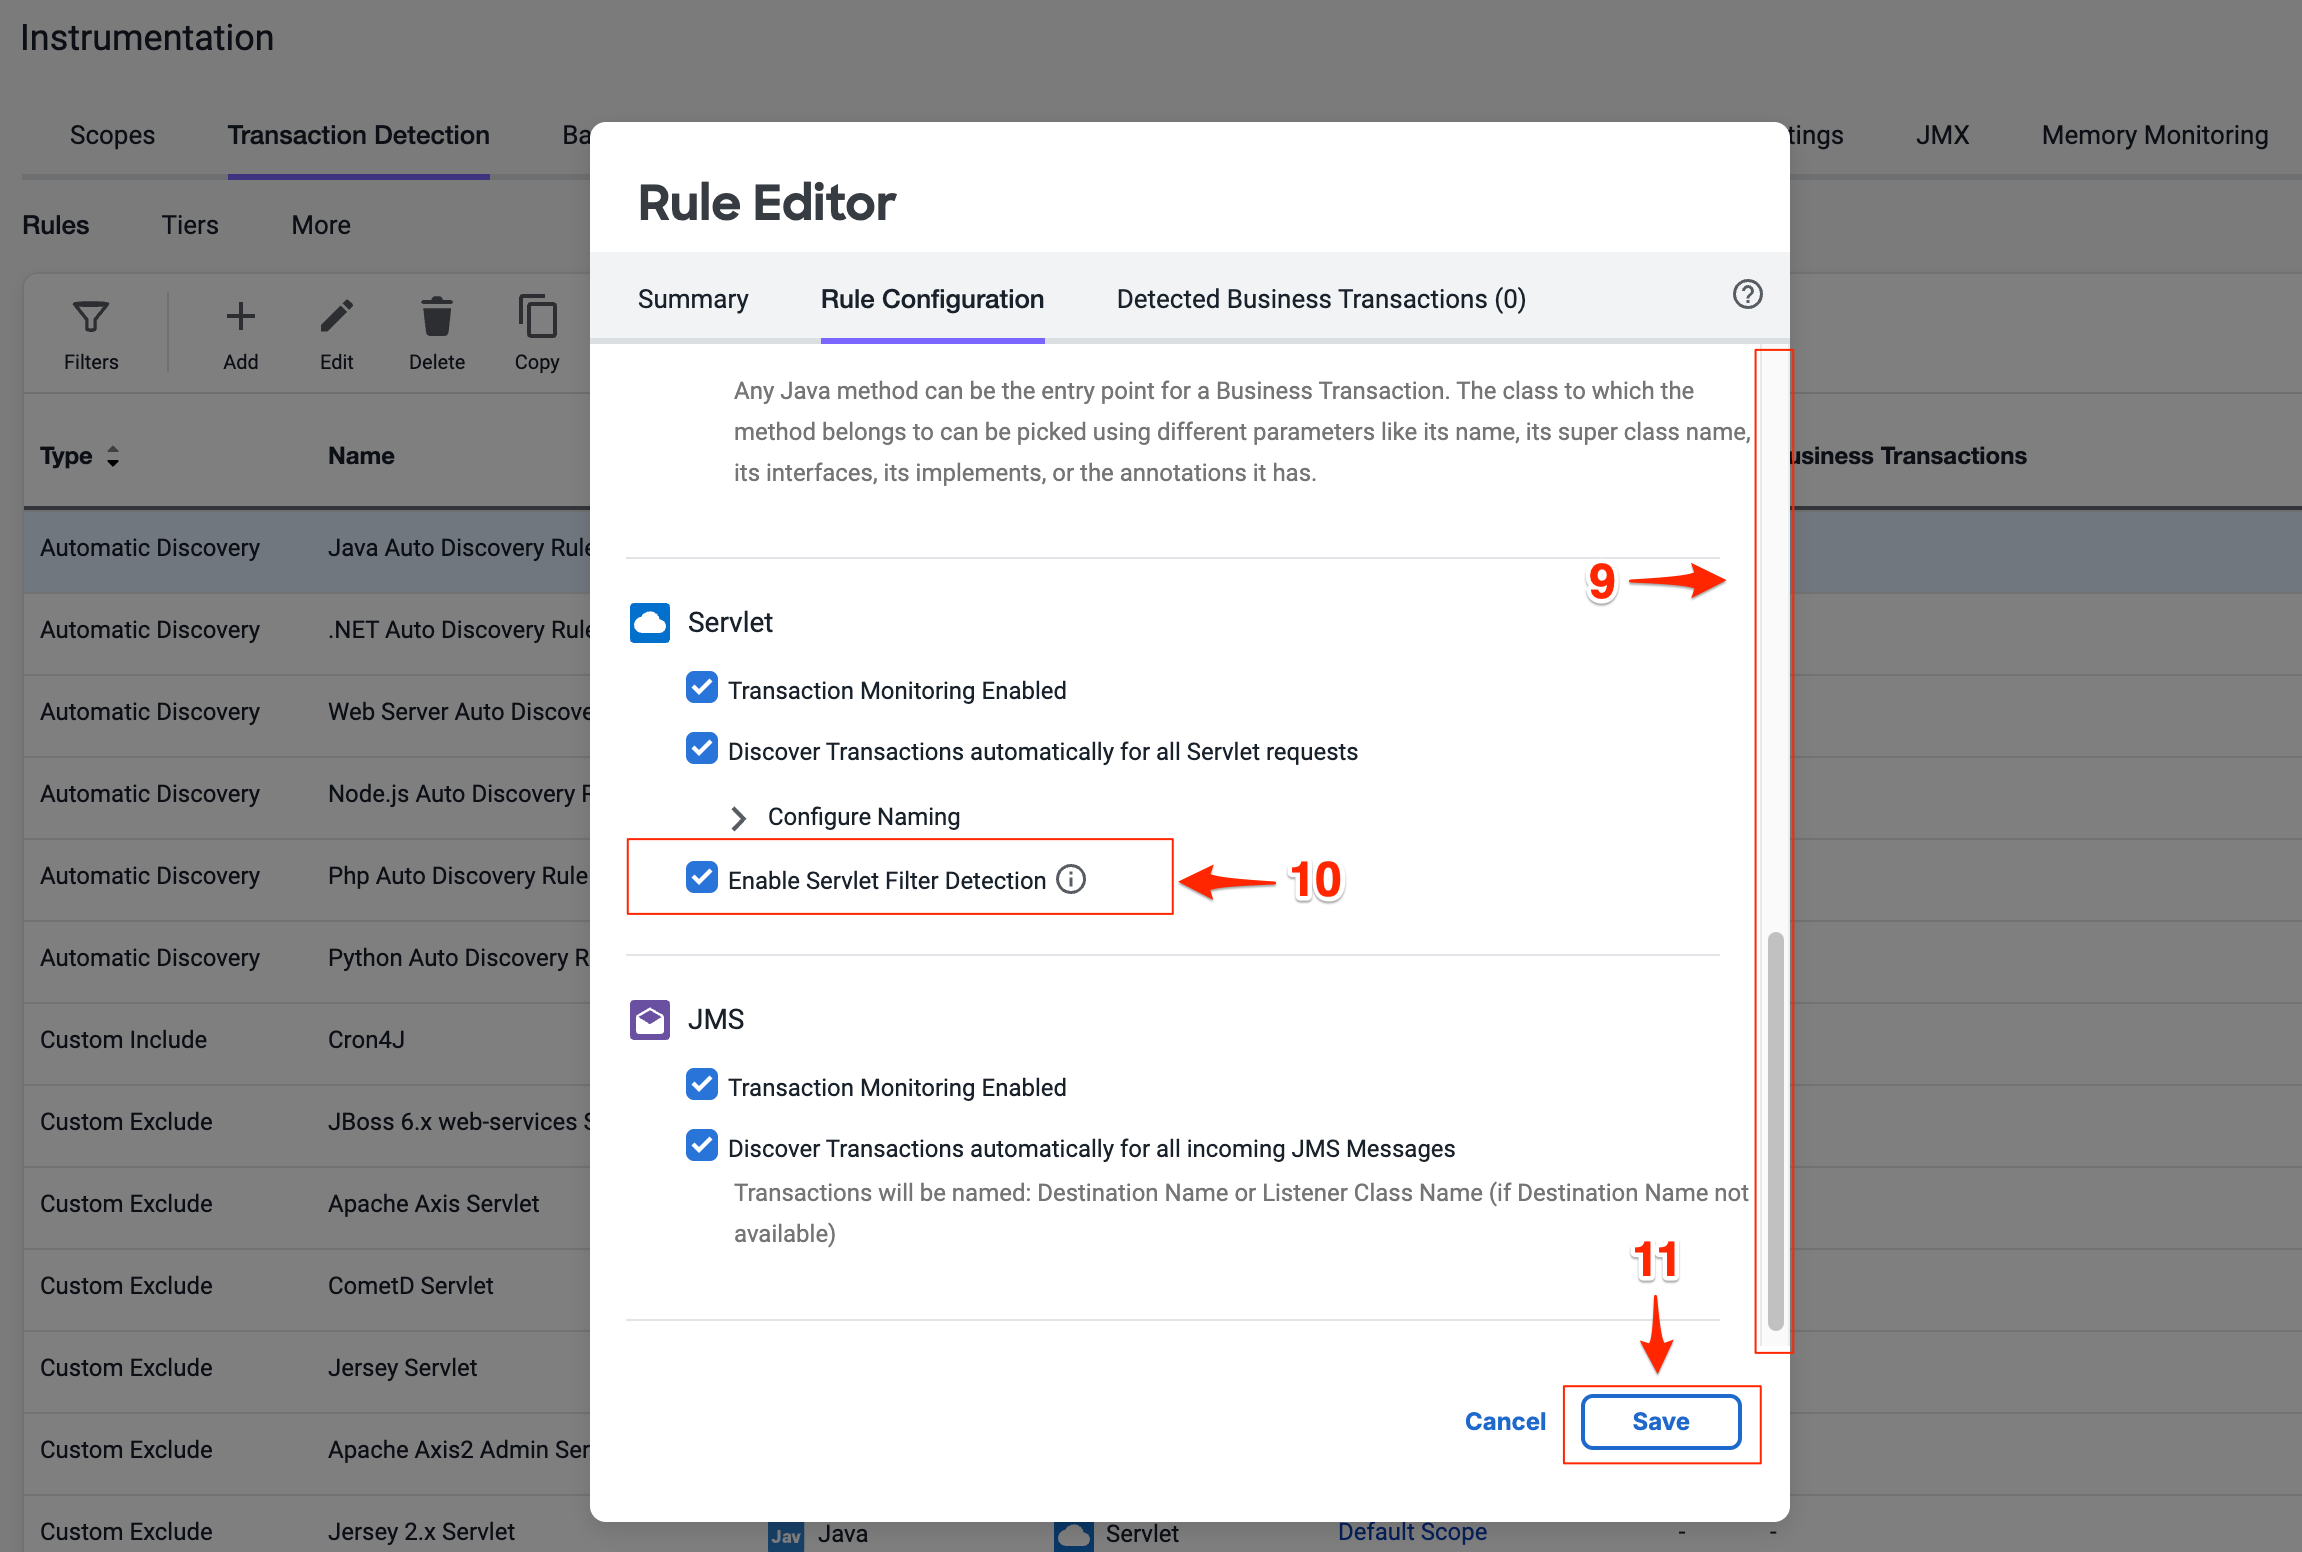 Instrumentation
Scopes
Transaction Detection
Ba
tings
JMX
Memory Monitoring
Rules
Tiers
More
Filters
Add
Edit
Delete
Copy
Type
Name
usiness Transactions
Automatic Discovery
Java Auto Discovery Rule
Automatic Discovery
.NET Auto Discovery Rule
Automatic Discovery
Web Server Auto Discove
Automatic Discovery
Node.js Auto Discovery R
Automatic Discovery
Php Auto Discovery Rule
Automatic Discovery
Python Auto Discovery R
Custom Include
Cron4J
Custom Exclude
JBoss 6.x web-services S
Custom Exclude
Apache Axis Servlet
Custom Exclude
CometD Servlet
Custom Exclude
Jersey Servlet
Custom Exclude
Apache Axis2 Admin Ser
Custom Exclude
Jersey 2.x Servlet
Jav
Java
Servlet
Default Scope
-
-
Rule Editor
Summary
Rule Configuration
Detected Business Transactions (0)
?
Any Java method can be the entry point for a Business Transaction. The class to which the
method belongs to can be picked using different parameters like its name, its super class name,
its interfaces, its implements, or the annotations it has.
9
Servlet
Transaction Monitoring Enabled
Discover Transactions automatically for all Servlet requests
Configure Naming
Enable Servlet Filter Detection
10
JMS
Transaction Monitoring Enabled
Discover Transactions automatically for all incoming JMS Messages
Transactions will be named: Destination Name or Listener Class Name (if Destination Name not
available)
11
Cancel
Save